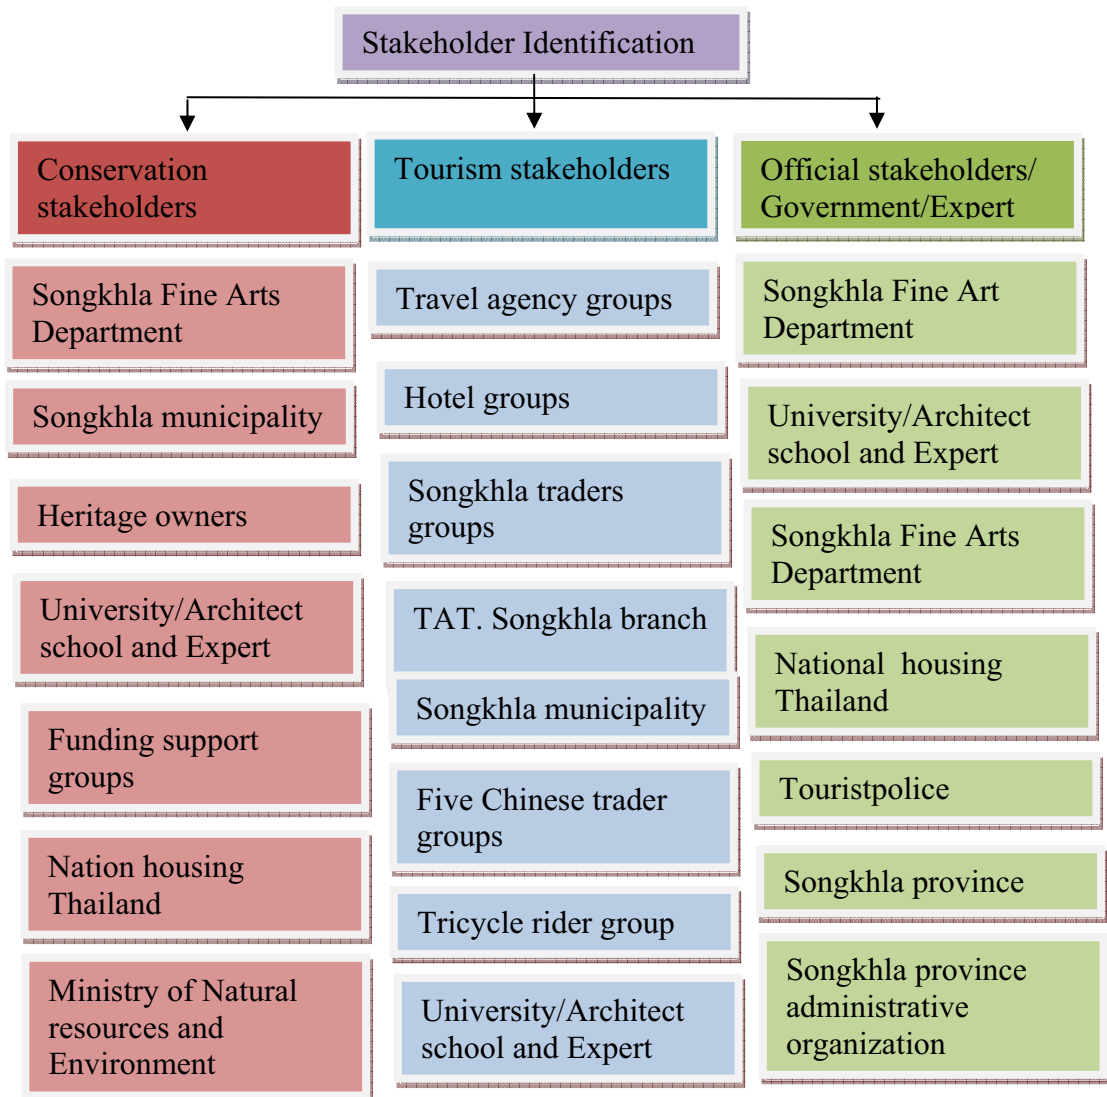 Stakeholder Identification
Conservation
stakeholders
Songkhla Fine Arts
Department
Songkhla municipality
Heritage owners
University/Architect
school and Expert
Funding support
groups
Nation housing
Thailand
Ministry of Natural
resources and
Environment
Tourism stakeholders
Travel agency groups
Hotel groups
Songkhla traders
groups
TAT. Songkhla branch
Songkhla municipality
Five Chinese trader
groups
Tricycle rider group
University/Architect
school and Expert
Official stakeholders/
Government/Expert
Songkhla Fine Art
Department
University/Architect
school and Expert
Songkhla Fine Arts
Department
National housing
Thailand
Touristpolice
Songkhla province
Songkhla province
administrative
organization